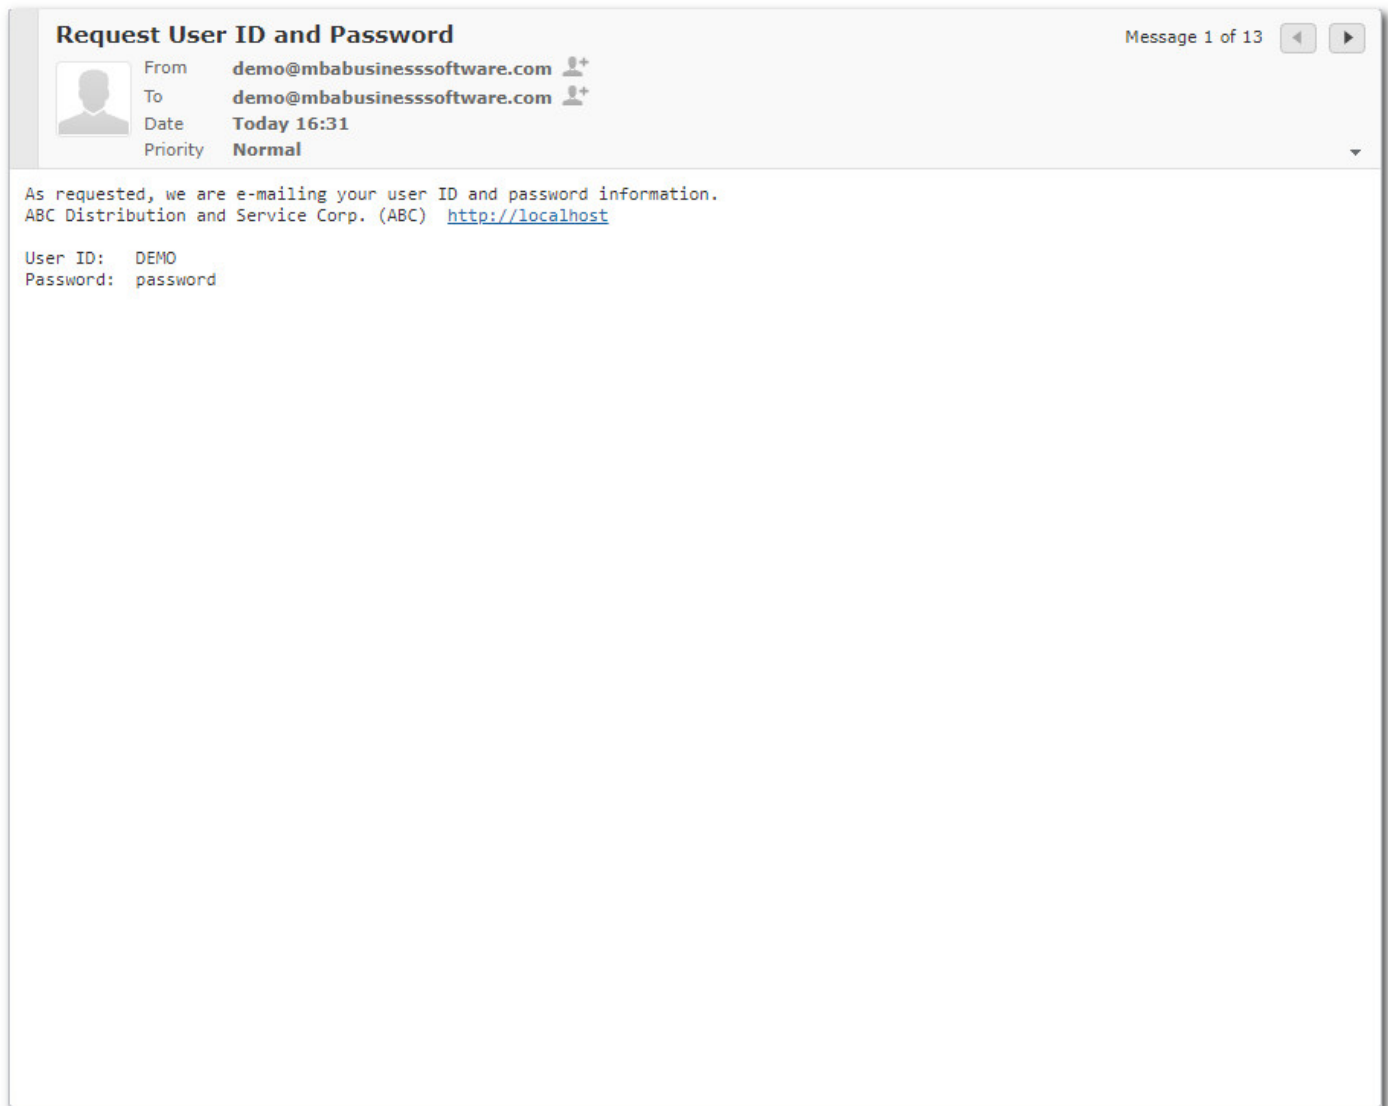 Request User ID and Password
Message 1 of 13
From demo@mbabusinesssoftware.com
To demo@mbabusinesssoftware.com
Date Today 16:31
Priority Normal
As requested, we are e-mailing your user ID and password information.
ABC Distribution and Service Corp. (ABC)  http://localhost
User ID:   DEMO
Password:  password